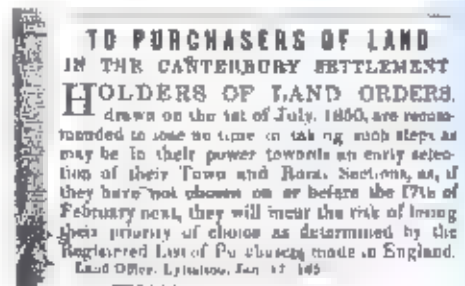 TO PURCHASERS OF LAND
IN THE CANTERBURY SETTLEMENT
HOLDERS OF LAND ORDERS,
drawn on the 1st of July, 1850, are recom-
mended to lose no time in taking such steps as
may be in their power towards an early selec-
tion of their Town and Rural Sections, as, if
they have not chosen on or before the 17th of
February next, they will incur the risk of losing
their priority of choice as determined by the
Registered List of Purchasers made in England.
Land Office, Lyttelton, Jan